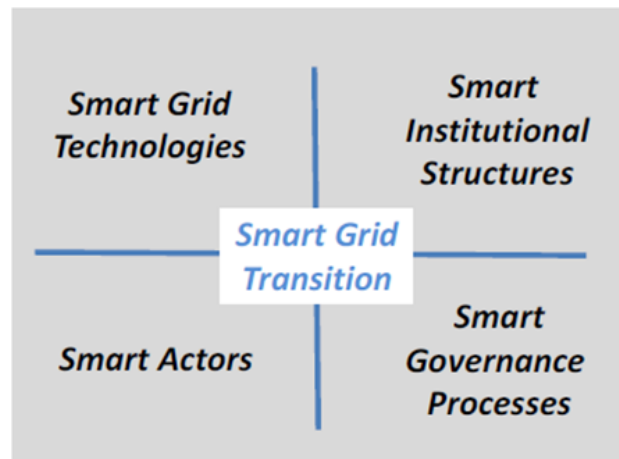 Smart Grid
Technologies
Smart
Institutional
Structures
Smart Grid
Transition
Smart Actors
Smart
Governance
Processes